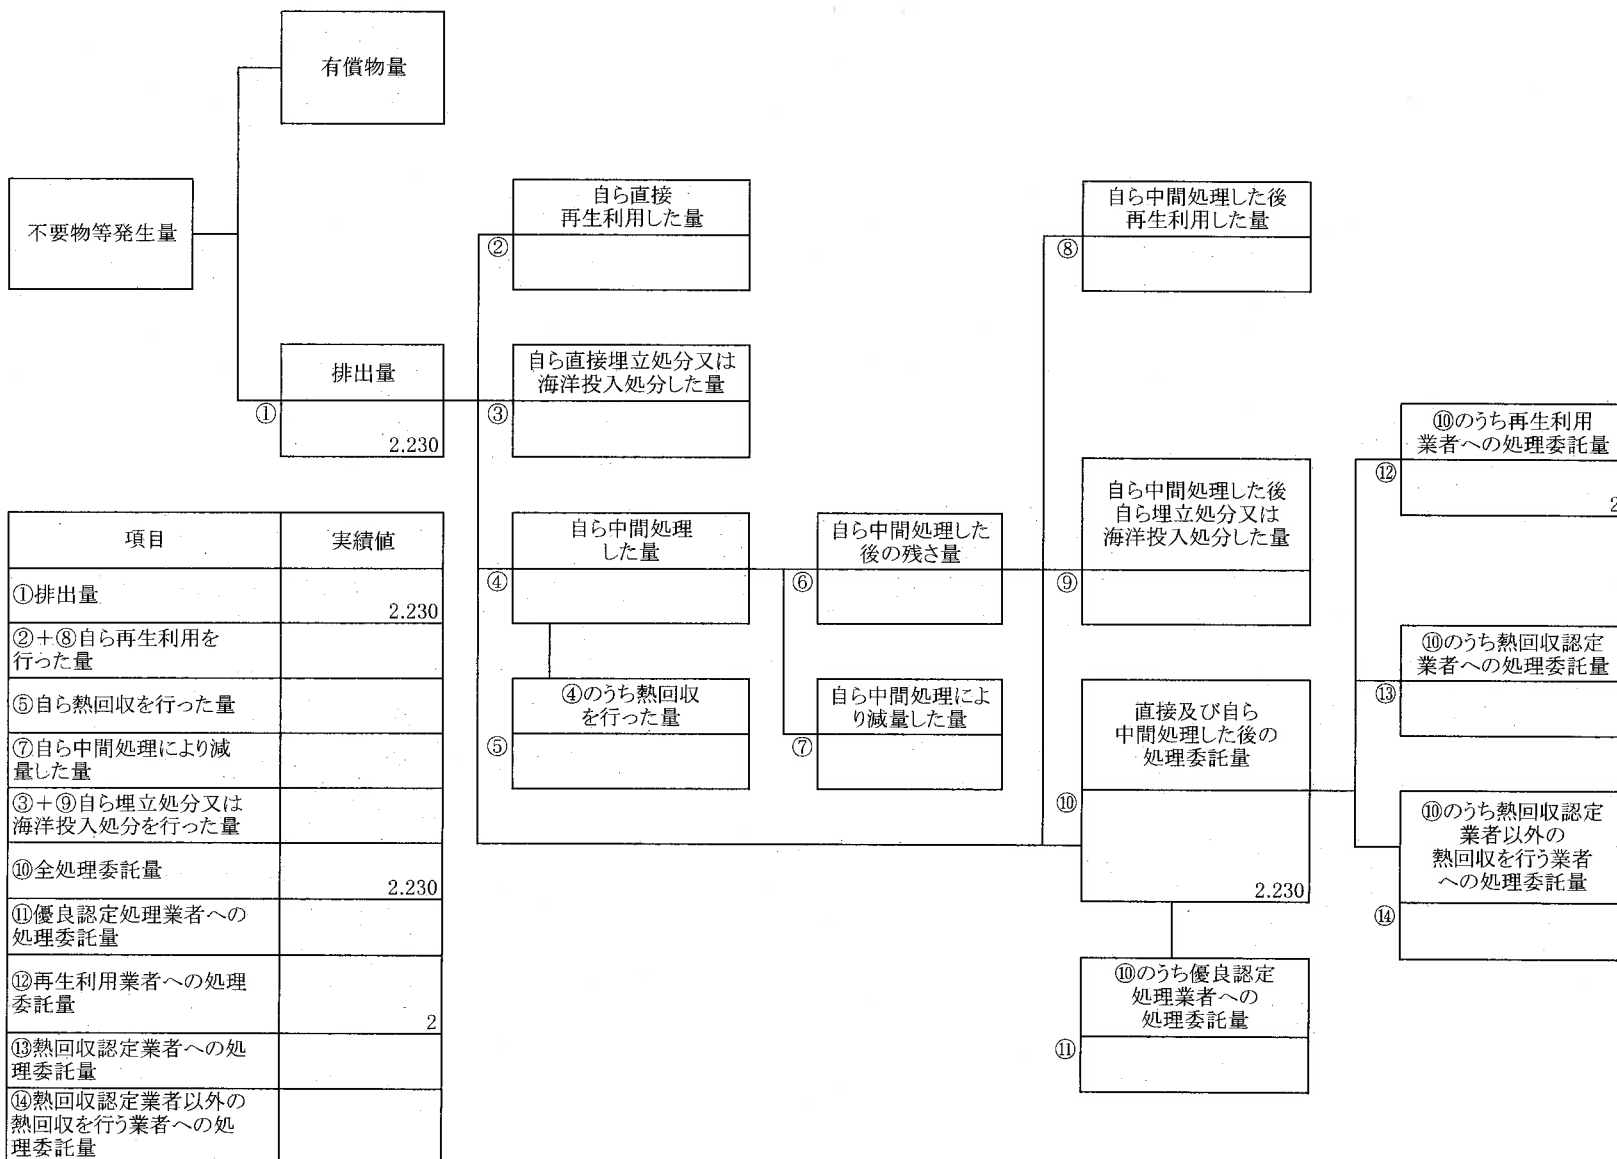 有償物量
不要物等発生量
自ら直接
再生利用した量
②
自ら中間処理した後
再生利用した量
⑧
排出量
①
2.230
自ら直接埋立処分又は
海洋投入処分した量
③
⑩のうち再生利用
業者への処理委託量
⑫
2
自ら中間処理
した量
④
自ら中間処理した
後の残さ量
⑥
自ら中間処理した後
自ら埋立処分又は
海洋投入処分した量
⑨
⑩のうち熱回収認定
業者への処理委託量
⑬
④のうち熱回収
を行った量
⑤
自ら中間処理によ
り減量した量
⑦
直接及び自ら
中間処理した後の
処理委託量
⑩
2.230
⑩のうち熱回収認定
業者以外の
熱回収を行う業者
への処理委託量
⑭
⑩のうち優良認定
処理業者への
処理委託量
⑪
項目
実績値
①排出量
2.230
②+⑧自ら再生利用を
行った量
⑤自ら熱回収を行った量
⑦自ら中間処理により減
量した量
③+⑨自ら埋立処分又は
海洋投入処分を行った量
⑩全処理委託量
2.230
⑪優良認定処理業者への
処理委託量
⑫再生利用業者への処理
委託量
2
⑬熱回収認定業者への処
理委託量
⑭熱回収認定業者以外の
熱回収を行う業者への処
理委託量